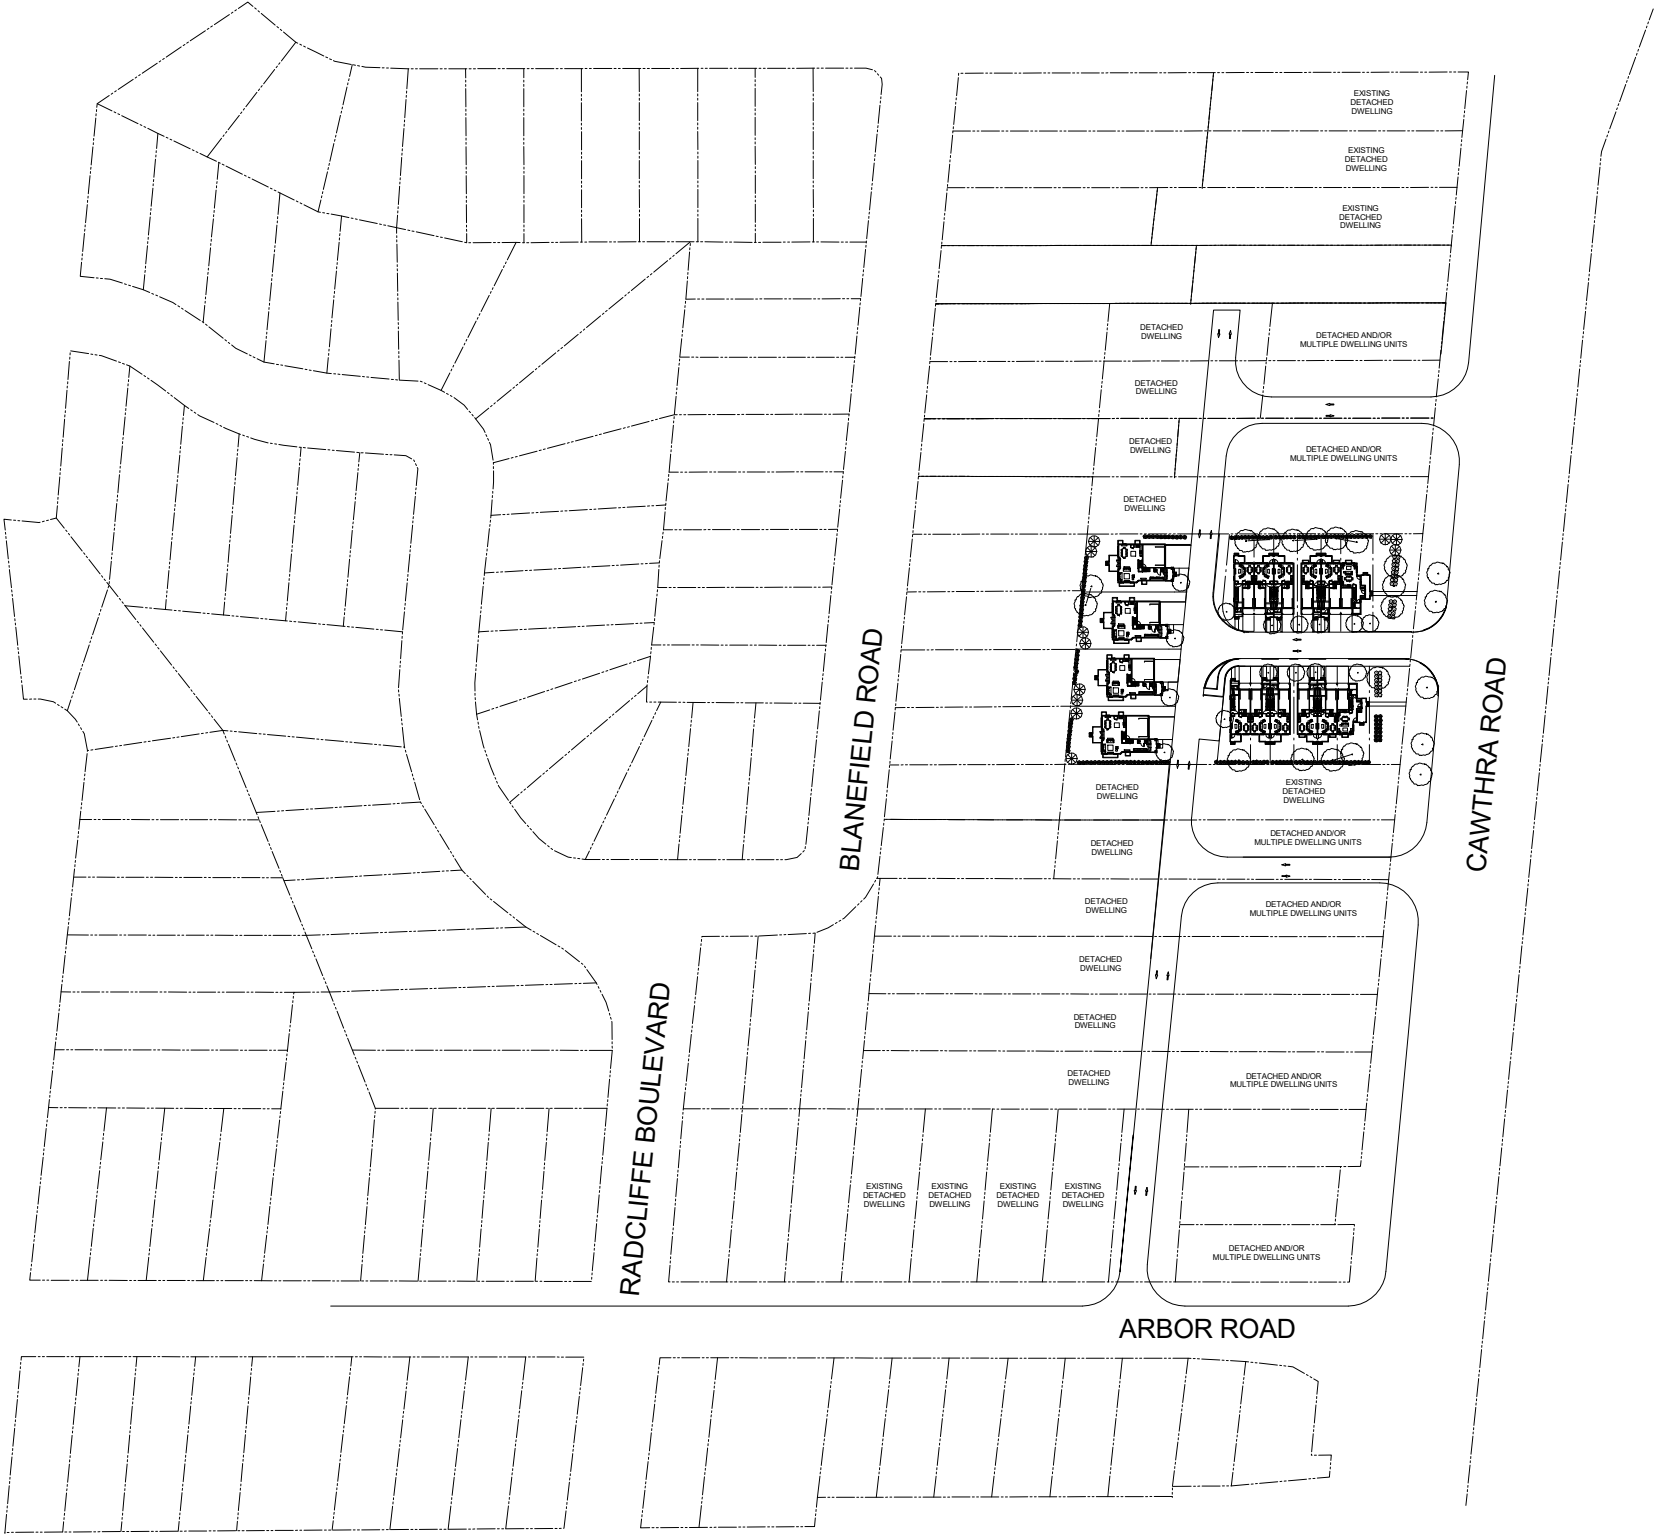 EXISTING
DETACHED
DWELLING
EXISTING
DETACHED
DWELLING
EXISTING
DETACHED
DWELLING
DETACHED
DWELLING
DETACHED AND/OR
MULTIPLE DWELLING UNITS
DETACHED
DWELLING
DETACHED
DWELLING
DETACHED AND/OR
MULTIPLE DWELLING UNITS
DETACHED
DWELLING
BLANEFIELD ROAD
CAWTHRA ROAD
DETACHED
DWELLING
EXISTING
DETACHED
DWELLING
DETACHED
DWELLING
DETACHED AND/OR
MULTIPLE DWELLING UNITS
DETACHED
DWELLING
DETACHED AND/OR
MULTIPLE DWELLING UNITS
DETACHED
DWELLING
DETACHED
DWELLING
DETACHED
DWELLING
DETACHED AND/OR
MULTIPLE DWELLING UNITS
RADCLIFFE BOULEVARD
EXISTING
DETACHED
DWELLING
EXISTING
DETACHED
DWELLING
EXISTING
DETACHED
DWELLING
EXISTING
DETACHED
DWELLING
DETACHED AND/OR
MULTIPLE DWELLING UNITS
ARBOR ROAD